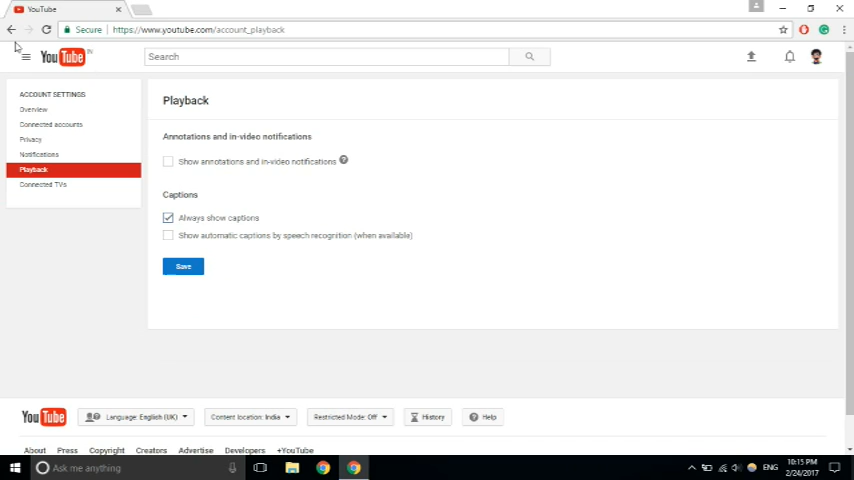 YouTube
Secure https://www.youtube.com/account_playback
YouTube IN
Search
ACCOUNT SETTINGS
Overview
Connected accounts
Privacy
Notifications
Playback
Connected TVs
Playback
Annotations and in-video notifications
Show annotations and in-video notifications ?
Captions
Always show captions
Show automatic captions by speech recognition (when available)
Save
YouTube
Language: English (UK)
Content location: India
Restricted Mode: Off
History
Help
About Press Copyright Creators Advertise Developers +YouTube
Ask me anything
ENG
10:15 PM
2/24/2017